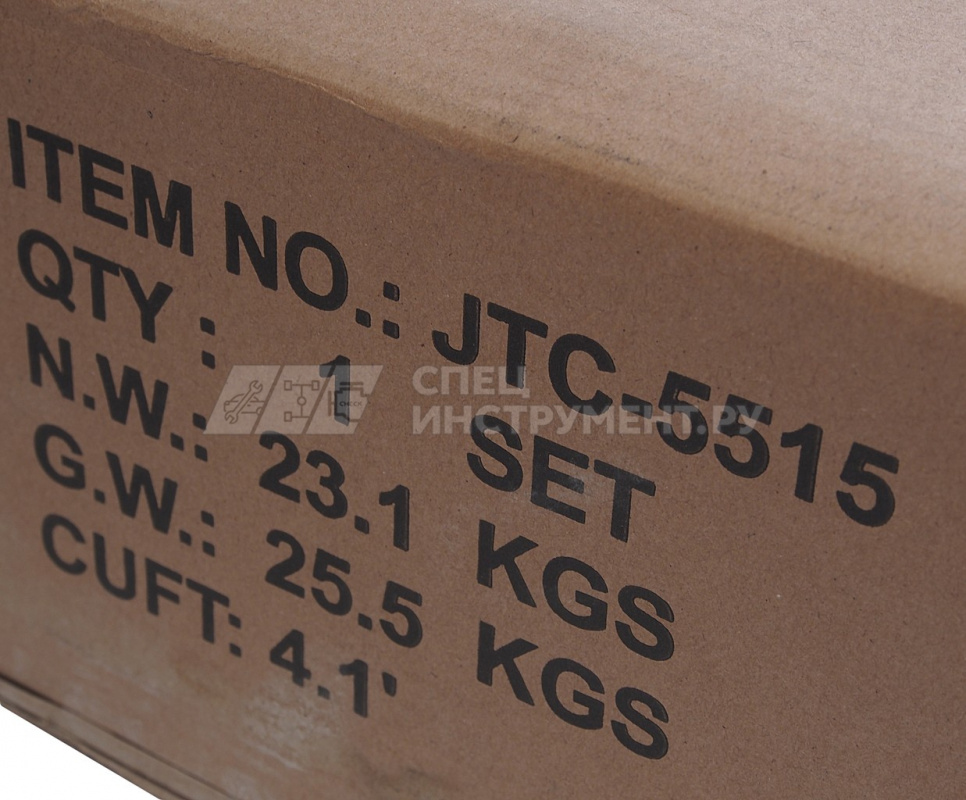 ITEM NO.: JTC-5515
QTY : 1 SET
N.W.: 23.1 KGS
G.W.: 25.5 KGS
CUFT: 4.1'
СПЕЦ
ИНСТРУМЕНТ.РУ
CHECK